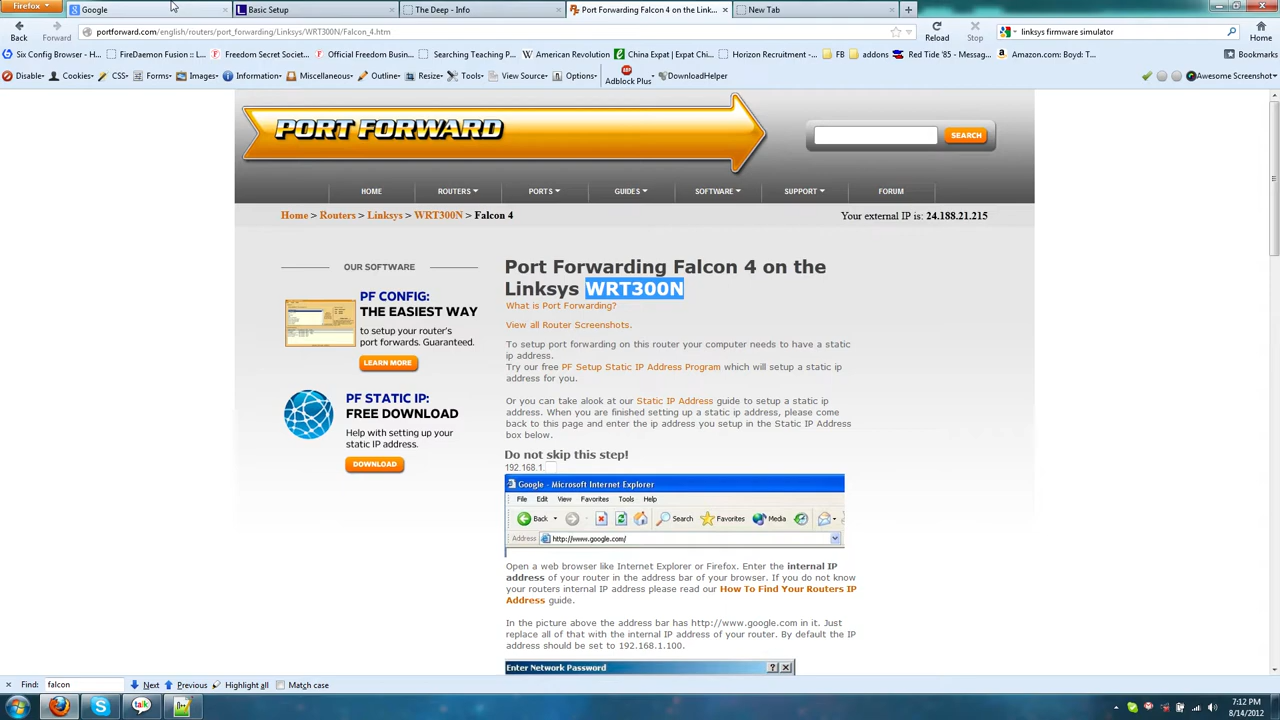 Firefox
Google
Basic Setup
The Deep - Info
Port Forwarding Falcon 4 on the Link...
New Tab
Back
Forward
portforward.com/english/routers/port_forwarding/Linksys/WRT300N/Falcon_4.htm
Reload
Stop
linksys firmware simulator
Home
Six Config Browser - H...
FireDaemon Fusion :: L...
Freedom Secret Forum
Official Freedom Secret...
Searching Teaching P...
American Revolution
China Expat | Expat Chi...
Horizon Recruitment -...
FB
addons
Red Tide '85 - Messag...
Amazon.com: Boyd: T...
Bookmarks
Disable
Cookies
CSS
Forms
Images
Information
Miscellaneous
Outline
Resize
Tools
View Source
Options
Adblock Plus
DownloadHelper
Awesome Screenshot
PORT FORWARD
SEARCH
HOME
ROUTERS
PORTS
GUIDES
SOFTWARE
SUPPORT
FORUM
Home > Routers > Linksys > WRT300N > Falcon 4
Your external IP is: 24.188.21.215
OUR SOFTWARE
PF CONFIG:
THE EASIEST WAY
to setup your router's
port forwards. Guaranteed.
LEARN MORE
PF STATIC IP:
FREE DOWNLOAD
Help with setting up your
static IP address.
DOWNLOAD
Port Forwarding Falcon 4 on the
Linksys WRT300N
What is Port Forwarding?
View all Router Screenshots.
To setup port forwarding on this router your computer needs to have a static
ip address.
Try our free PF Setup Static IP Address Program which will setup a static ip
address for you.
Or you can take alook at our Static IP Address guide to setup a static ip
address. When you are finished setting up a static ip address, please come
back to this page and enter the ip address you setup in the Static IP Address
box below.
Do not skip this step!
192.168.1.
Google - Microsoft Internet Explorer
File Edit View Favorites Tools Help
Back
Search
Favorites
Media
Address
http://www.google.com/
Open a web browser like Internet Explorer or Firefox. Enter the internal IP
address of your router in the address bar of your browser. If you do not know
your routers internal IP address please read our How To Find Your Routers IP
Address guide.
In the picture above the address bar has http://www.google.com in it. Just
replace all of that with the internal IP address of your router. By default the IP
address should be set to 192.168.1.100.
Enter Network Password
Find: falcon
Next
Previous
Highlight all
Match case
7:12 PM
8/14/2012